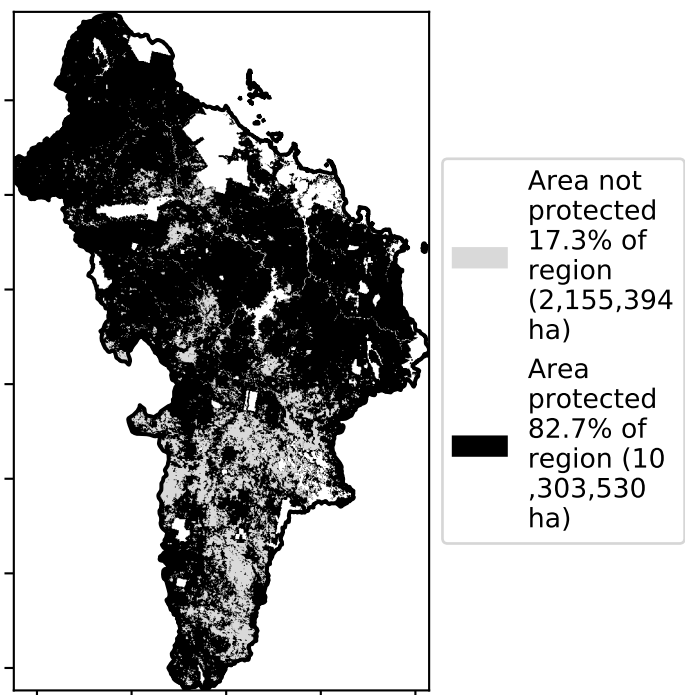 Area not
protected
17.3% of
region
(2,155,394
ha)
Area
protected
82.7% of
region (10
,303,530
ha)